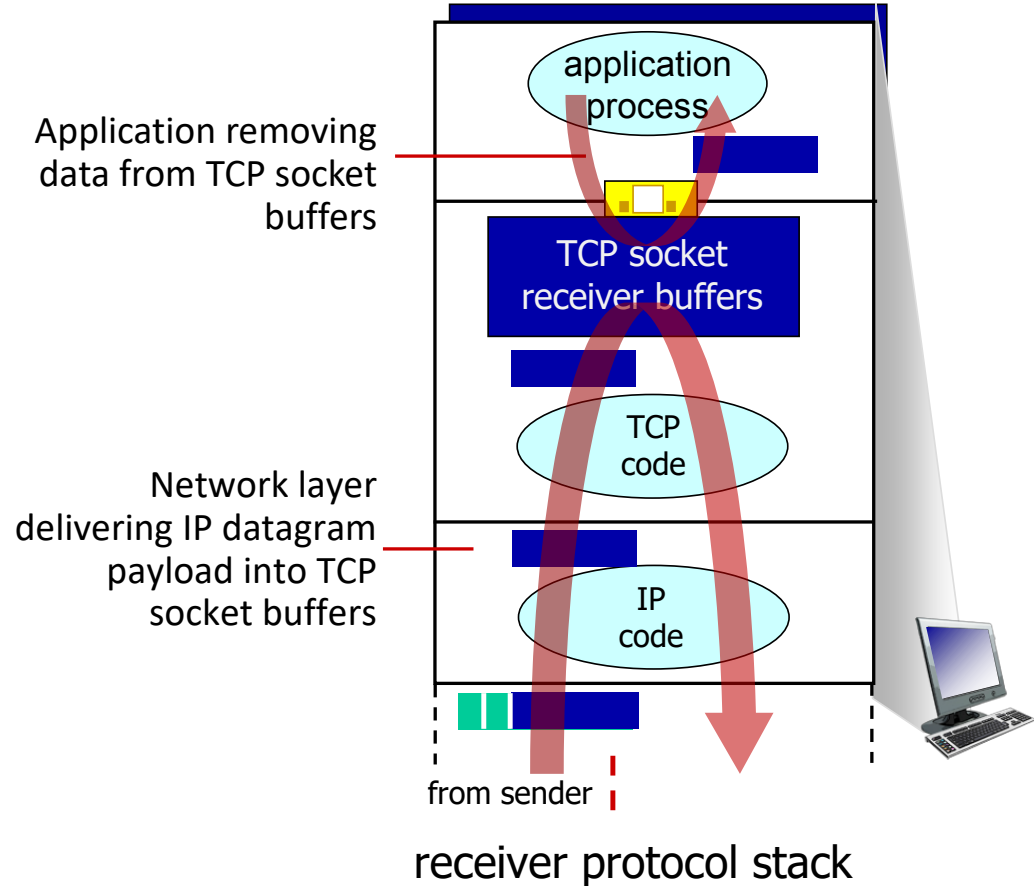 application
process
Application removing
data from TCP socket
buffers
TCP socket
receiver buffers
TCP
code
Network layer
delivering IP datagram
payload into TCP
socket buffers
IP
code
from sender
receiver protocol stack